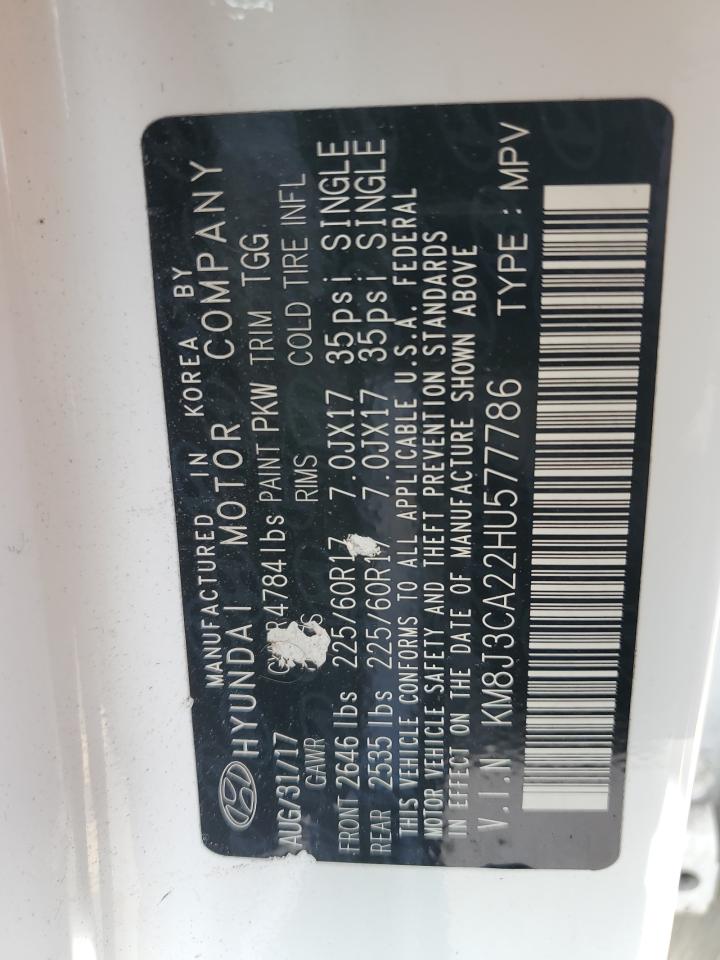 MANUFACTURED IN KOREA BY
HYUNDAI MOTOR COMPANY
AUG/31/17 4784lbs PAINT PKW TRIM TGG
GAWR RIMS COLD TIRE INFL
FRONT 2646 lbs 225/60R17 7.0JX17 35psi SINGLE
REAR 2535 lbs 225/60R17 7.0JX17 35psi SINGLE
THIS VEHICLE CONFORMS TO ALL APPLICABLE U.S.A. FEDERAL
MOTOR VEHICLE SAFETY AND THEFT PREVENTION STANDARDS
IN EFFECT ON THE DATE OF MANUFACTURE SHOWN ABOVE
V.I.N KM8J3CA22HU577786 TYPE : MPV